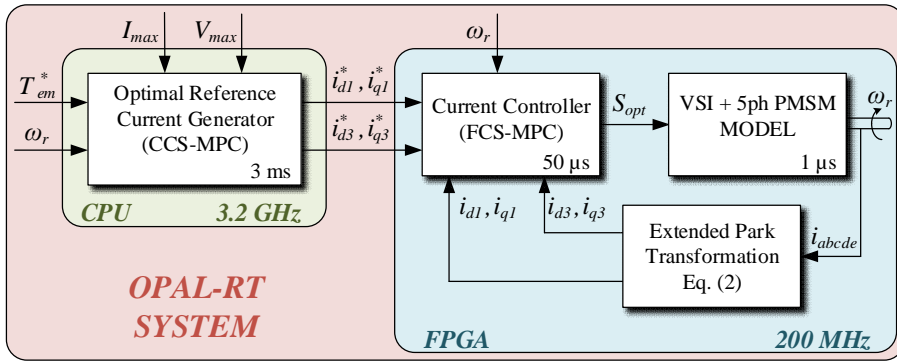 I_max V_max
ω_r
T*_em
ω_r
Optimal Reference
Current Generator
(CCS-MPC)
3 ms
CPU 3.2 GHz
i*_d1, i*_q1
i*_d3, i*_q3
Current Controller
(FCS-MPC)
50 µs
S_opt
VSI + 5ph PMSM
MODEL
1 µs
ω_r
i_d1, i_q1
i_d3, i_q3
Extended Park
Transformation
Eq. (2)
i_abcde
OPAL-RT
SYSTEM
FPGA 200 MHz